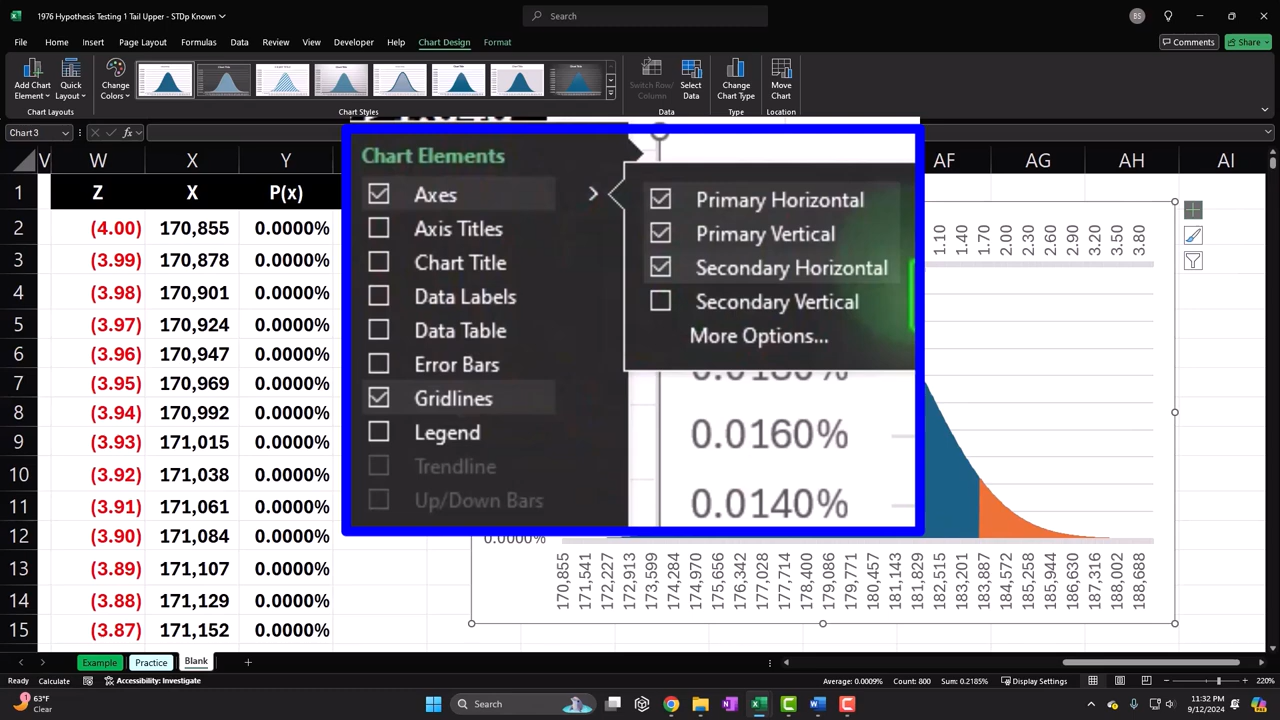 1976 Hypothesis Testing 1 Tail Upper - STDp Known
Search
BS
File Home Insert Page Layout Formulas Data Review View Developer Help Chart Design Format
Comments Share
Add Chart Element
Quick Layout
Change Colors
Switch Row/Column
Select Data
Change Chart Type
Move Chart
Chart Layouts Chart Styles Data Type Location
Chart 3 fx
V W X Y AF AG AH AI
1 Z X P(x)
2 (4.00) 170,855 0.0000%
3 (3.99) 170,878 0.0000%
4 (3.98) 170,901 0.0000%
5 (3.97) 170,924 0.0000%
6 (3.96) 170,947 0.0000%
7 (3.95) 170,969 0.0000%
8 (3.94) 170,992 0.0000%
9 (3.93) 171,015 0.0000%
10 (3.92) 171,038 0.0000%
11 (3.91) 171,061 0.0000%
12 (3.90) 171,084 0.0000%
13 (3.89) 171,107 0.0000%
14 (3.88) 171,129 0.0000%
15 (3.87) 171,152 0.0000%
Chart Elements
Axes
Axis Titles
Chart Title
Data Labels
Data Table
Error Bars
Gridlines
Legend
Trendline
Up/Down Bars
Primary Horizontal
Primary Vertical
Secondary Horizontal
Secondary Vertical
More Options...
0.0180%
0.0160%
0.0140%
1.10 1.40 1.70 2.00 2.30 2.60 2.90 3.20 3.50 3.80
0.0000%
170,855 171,541 172,227 172,913 173,599 174,284 174,970 175,656 176,342 177,028 177,714 178,400 179,086 179,771 180,457 181,143 181,829 182,515 183,201 183,887 184,572 185,258 185,944 186,630 187,316 188,002 188,688
Example Practice Blank
Ready Calculate Accessibility: Investigate Average: 0.0009% Count: 800 Sum: 0.2185% Display Settings 220%
63°F
Clear
Search
11:32 PM
9/12/2024